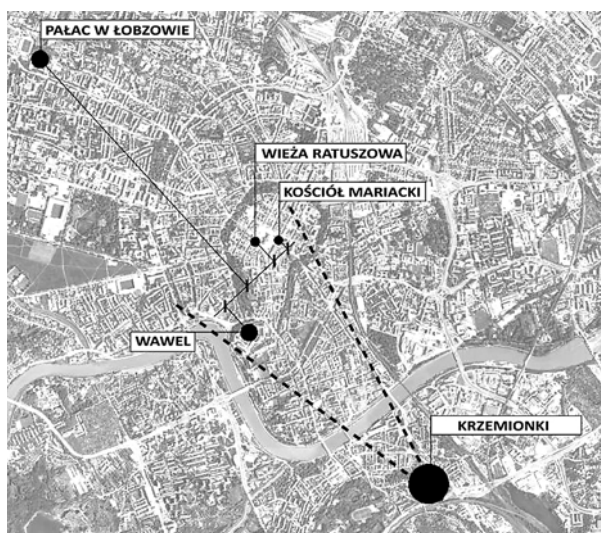 PAŁAC W ŁOBZOWIE
WIEŻA RATUSZOWA
KOŚCIÓŁ MARIACKI
WAWEL
KRZEMIONKI